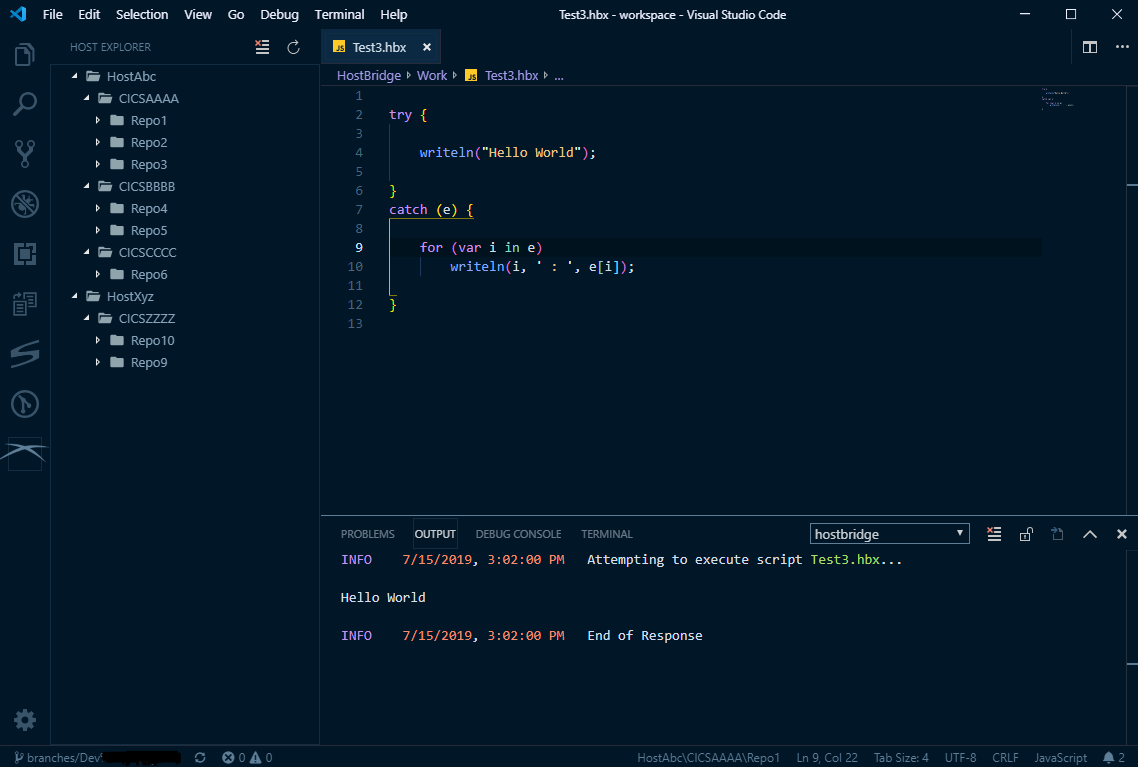 File Edit Selection View Go Debug Terminal Help Test3.hbx - workspace - Visual Studio Code
HOST EXPLORER
JS Test3.hbx
HostBridge Work JS Test3.hbx ...
HostAbc
CICSAAAA
Repo1
Repo2
Repo3
CICSBBBB
Repo4
Repo5
CICSCCCC
Repo6
HostXyz
CICSZZZZ
Repo10
Repo9
1
2 try {
3
4 writeln("Hello World");
5
6 }
7 catch (e) {
8
9 for (var i in e)
10 writeln(i, ' : ', e[i]);
11
12 }
13
PROBLEMS OUTPUT DEBUG CONSOLE TERMINAL hostbridge
INFO 7/15/2019, 3:02:00 PM Attempting to execute script Test3.hbx...
Hello World
INFO 7/15/2019, 3:02:00 PM End of Response
branches/Dev 0 0 HostAbc\CICSAAAA\Repo1 Ln 9, Col 22 Tab Size: 4 UTF-8 CRLF JavaScript 2